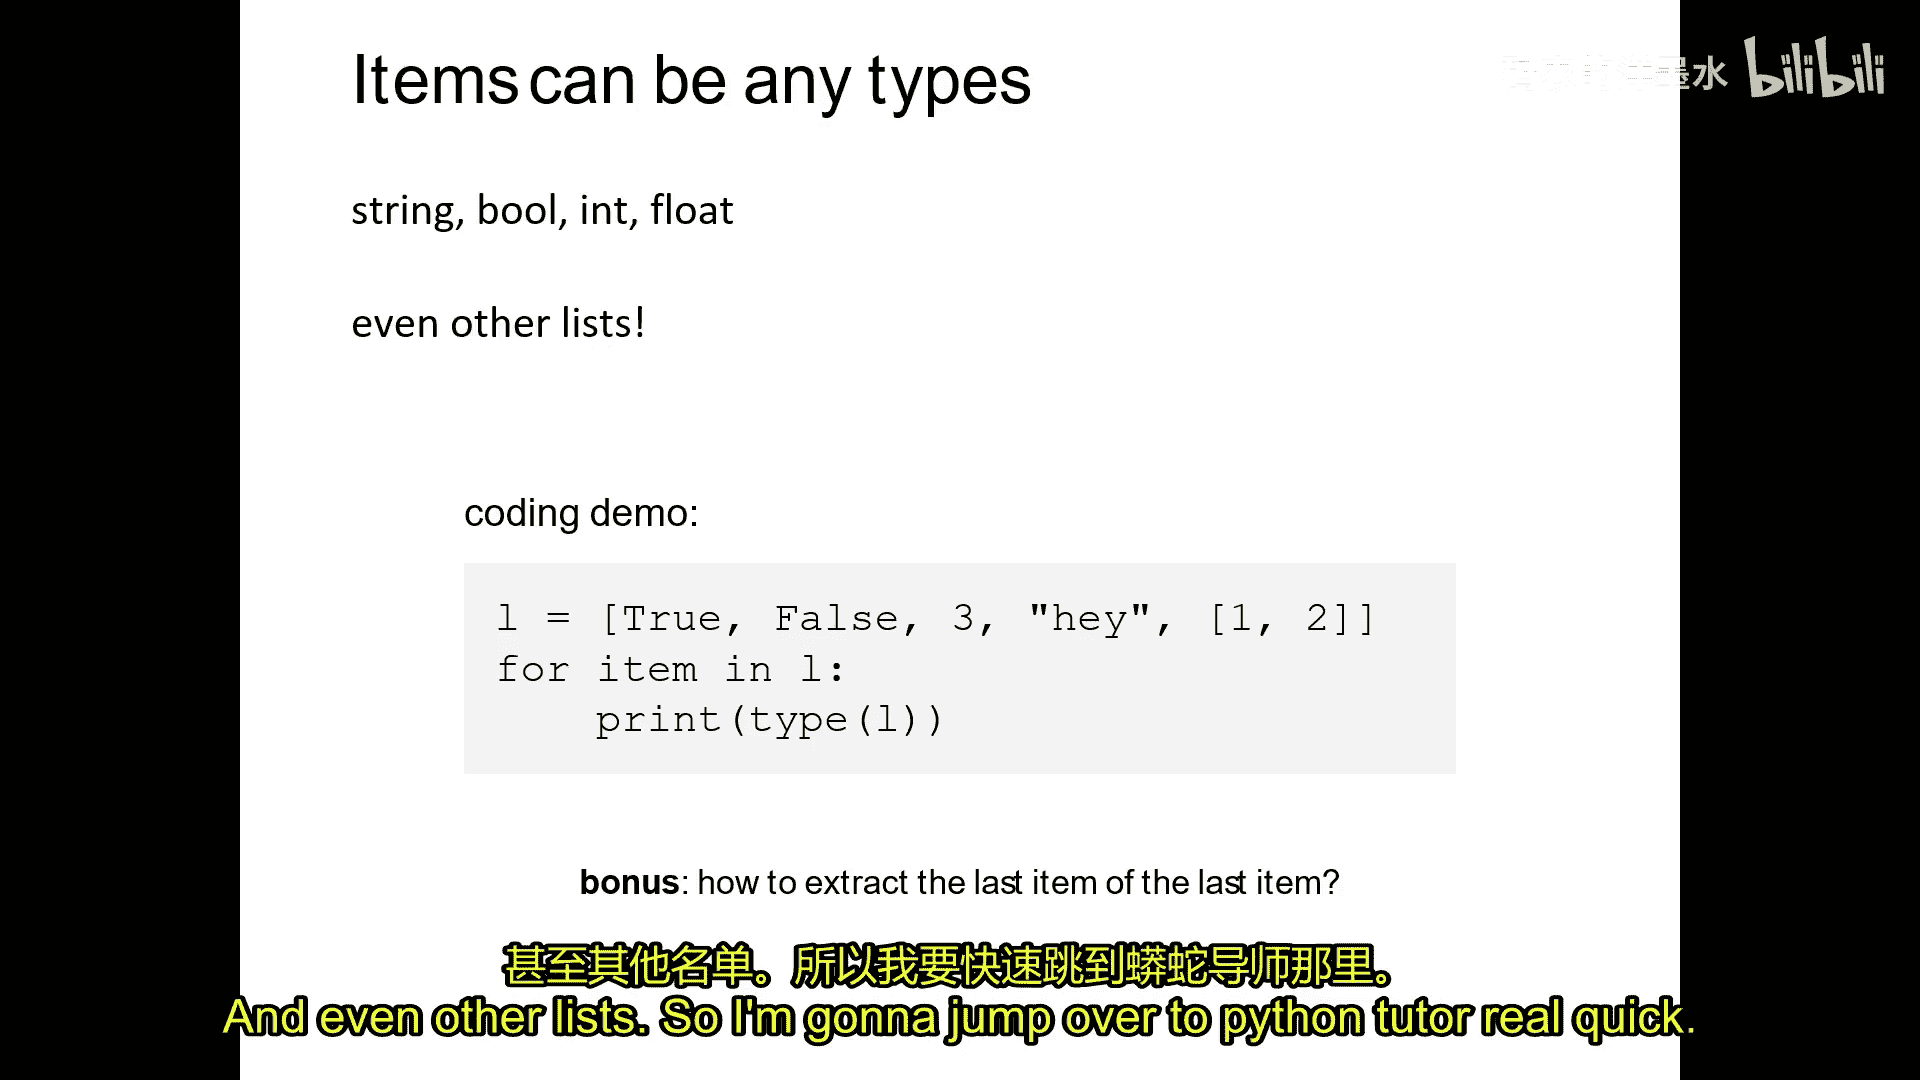 Items can be any types
水 bilibili
string, bool, int, float
even other lists!
coding demo:
l = [True, False, 3, "hey", [1, 2]]
for item in l:
    print(type(l))
bonus: how to extract the last item of the last item?
甚至其他名单。所以我要快速跳到蟒蛇导师那里。
And even other lists. So I'm gonna jump over to python tutor real quick.